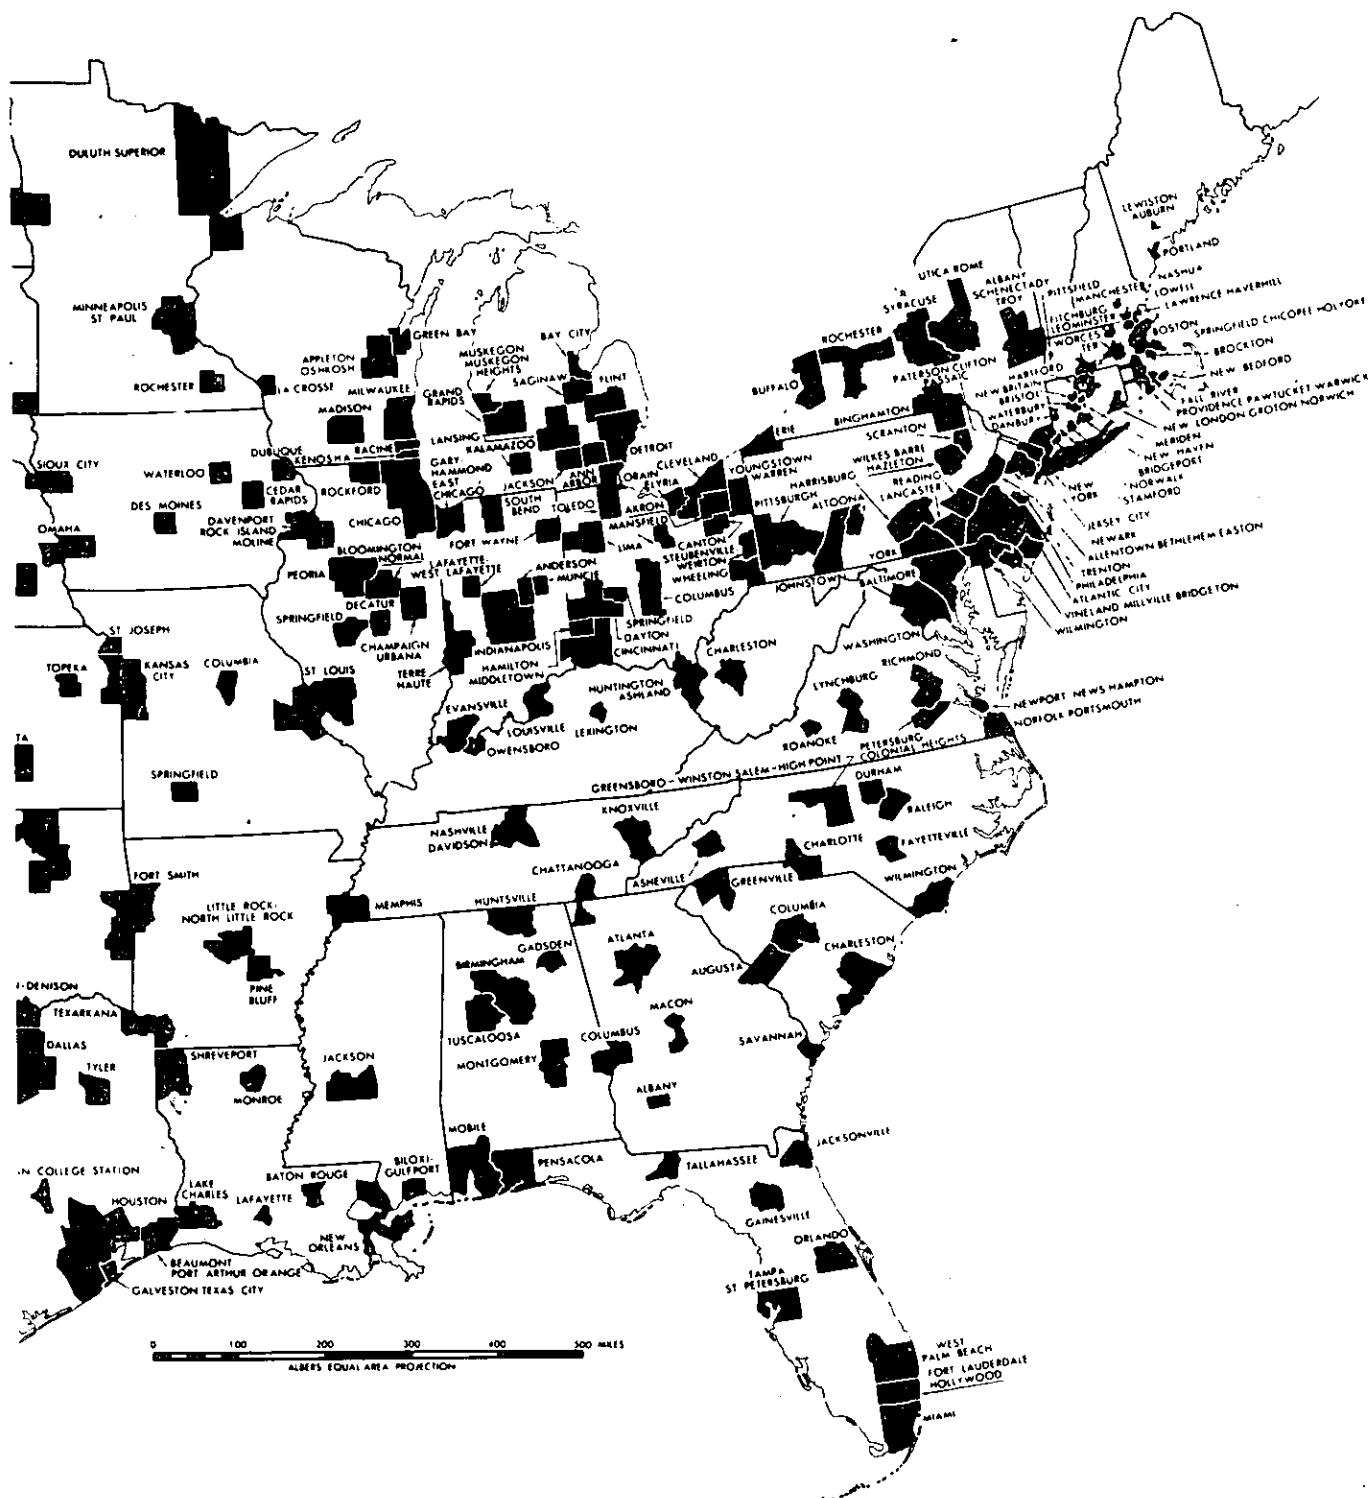 DULUTH SUPERIOR
MINNEAPOLIS
ST PAUL
ROCHESTER
LA CROSSE
GREEN BAY
APPLETON
OSHKOSH
MILWAUKEE
MADISON
RACINE
KENOSHA
MUSKEGON
MUSKEGON
HEIGHTS
BAY CITY
GRAND
RAPIDS
SAGINAW
FLINT
LANSING
KALAMAZOO
JACKSON
ANN
ARBOR
DETROIT
SIOUX CITY
WATERLOO
DUBUQUE
CEDAR
RAPIDS
DES MOINES
OMAHA
ROCKFORD
DAVENPORT
ROCK ISLAND
MOLINE
CHICAGO
GARY
HAMMOND
EAST
CHICAGO
SOUTH
BEND
TOLEDO
FORT WAYNE
LIMA
MANSFIELD
LORAIN
ELYRIA
CLEVELAND
AKRON
CANTON
YOUNGSTOWN
WARREN
ERIE
STEUBENVILLE
WEIRTON
WHEELING
PITTSBURGH
ALTOONA
JOHNSTOWN
BLOOMINGTON
NORMAL
PEORIA
LAFAYETTE-
WEST LAFAYETTE
ANDERSON
MUNCIE
DECATUR
SPRINGFIELD
CHAMPAIGN
URBANA
TERRE
HAUTE
INDIANAPOLIS
HAMILTON
MIDDLETOWN
COLUMBUS
SPRINGFIELD
DAYTON
CINCINNATI
ST JOSEPH
TOPEKA
KANSAS
CITY
COLUMBIA
ST LOUIS
EVANSVILLE
LOUISVILLE
OWENSBORO
LEXINGTON
HUNTINGTON
ASHLAND
CHARLESTON
LEWISTON
AUBURN
PORTLAND
UTICA ROME
ALBANY
SCHENECTADY
TROY
SYRACUSE
ROCHESTER
BUFFALO
BINGHAMTON
PITTSFIELD
MANCHESTER
NASHUA
LOWELL
LAWRENCE HAVERHILL
FITCHBURG
LEOMINSTER
BOSTON
SPRINGFIELD CHICOPEE HOLYOKE
WORCES
TER
BROCKTON
NEW BEDFORD
FALL RIVER
PROVIDENCE PAWTUCKET WARWICK
NEW LONDON GROTON NORWICH
HARTFORD
NEW BRITAIN
BRISTOL
WATERBURY
DANBURY
MERIDEN
NEW HAVEN
BRIDGEPORT
NORWALK
STAMFORD
PATERSON CLIFTON
PASSAIC
SCRANTON
WILKES BARRE
HAZLETON
HARRISBURG
READING
LANCASTER
YORK
NEW
YORK
JERSEY CITY
NEWARK
ALLENTOWN BETHLEHEM EASTON
TRENTON
PHILADELPHIA
ATLANTIC CITY
VINELAND MILLVILLE BRIDGETON
WILMINGTON
BALTIMORE
WASHINGTON
RICHMOND
LYNCHBURG
NEWPORT NEWS HAMPTON
NORFOLK PORTSMOUTH
ROANOKE
PETERSBURG
COLONIAL HEIGHTS
TA
SPRINGFIELD
GREENSBORO-WINSTON SALEM-HIGH POINT
DURHAM
RALEIGH
NASHVILLE
DAVIDSON
KNOXVILLE
CHARLOTTE
FAYETTEVILLE
CHATTANOOGA
ASHEVILLE
GREENVILLE
WILMINGTON
FORT SMITH
LITTLE ROCK-
NORTH LITTLE ROCK
PINE
BLUFF
MEMPHIS
HUNTSVILLE
GADSDEN
BIRMINGHAM
TUSCALOOSA
MONTGOMERY
ATLANTA
AUGUSTA
COLUMBIA
CHARLESTON
MACON
COLUMBUS
SAVANNAH
ALBANY
-DENISON
TEXARKANA
DALLAS
TYLER
SHREVEPORT
MONROE
JACKSON
MOBILE
PENSACOLA
BILOXI-
GULFPORT
TALLAHASSEE
JACKSONVILLE
N COLLEGE STATION
HOUSTON
LAKE
CHARLES
LAFAYETTE
BATON ROUGE
NEW
ORLEANS
BEAUMONT
PORT ARTHUR ORANGE
GALVESTON TEXAS CITY
GAINESVILLE
ORLANDO
TAMPA
ST PETERSBURG
WEST
PALM BEACH
FORT LAUDERDALE
HOLLYWOOD
MIAMI
0 100 200 300 400 500 MILES
ALBERS EQUAL AREA PROJECTION